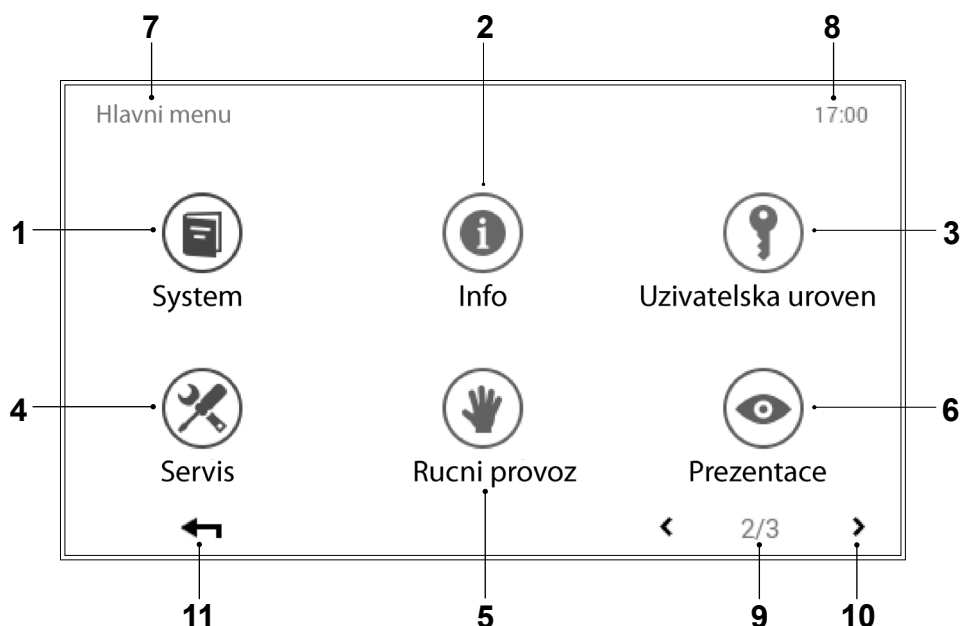 7 2 8
Hlavni menu 17:00
1 3
System Info Uzivatelska uroven
4 6
Servis Rucni provoz Prezentace
2/3
11 5 9 10